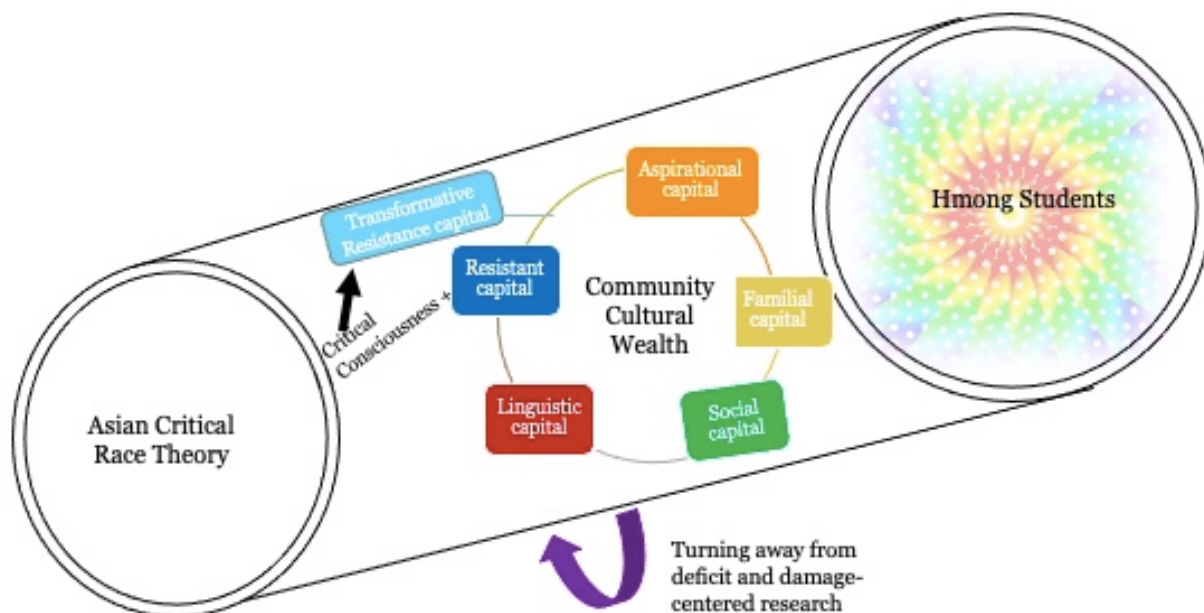 Transformative
Resistance capital
Aspirational
capital
Hmong Students
Resistant
capital
Community
Cultural
Wealth
Familial
capital
Critical
Consciousness +
Linguistic
capital
Social
capital
Asian Critical
Race Theory
Turning away from
deficit and damage-
centered research